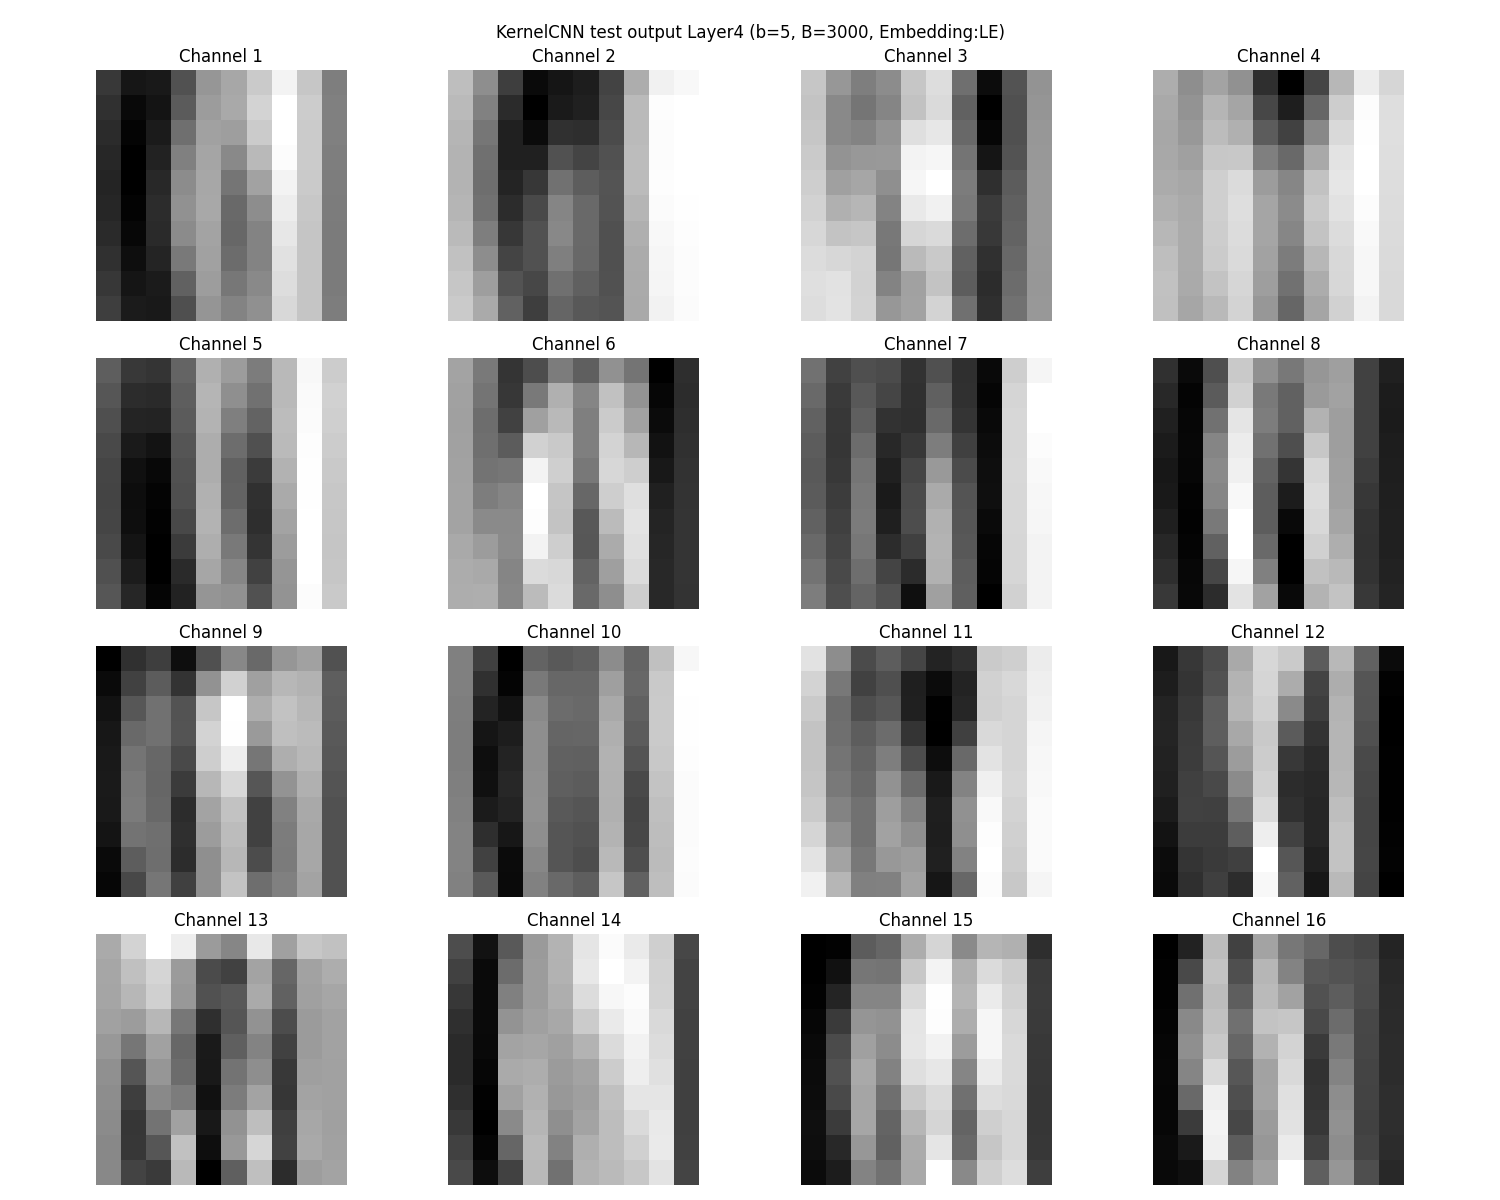 KernelCNN test output Layer4 (b=5, B=3000, Embedding:LE)
Channel 1
Channel 2
Channel 3
Channel 4
Channel 5
Channel 6
Channel 7
Channel 8
Channel 9
Channel 10
Channel 11
Channel 12
Channel 13
Channel 14
Channel 15
Channel 16